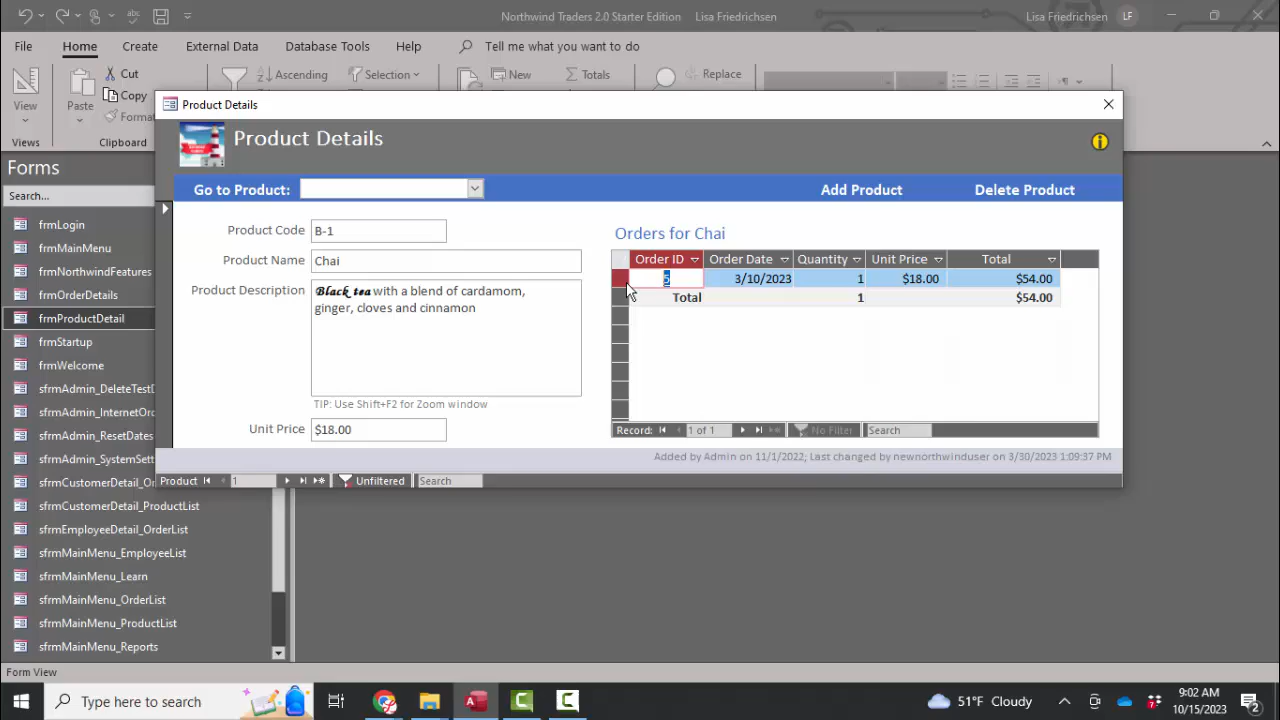 Northwind Traders 2.0 Starter Edition Lisa Friedrichsen Lisa Friedrichsen LF
File Home Create External Data Database Tools Help Tell me what you want to do
View
Views
Paste
Cut
Copy
Format
Clipboard
Ascending
Selection
New
Totals
Replace
Product Details
Product Details
Go to Product: Add Product Delete Product
Product Code B-1
Product Name Chai
Product Description Black tea with a blend of cardamom,
ginger, cloves and cinnamon
TIP: Use Shift+F2 for Zoom window
Unit Price $18.00
Orders for Chai
Order ID Order Date Quantity Unit Price Total
5 3/10/2023 1 $18.00 $54.00
Total 1 $54.00
Record: 1 of 1 No Filter Search
Added by Admin on 11/1/2022; Last changed by newnorthwinduser on 3/30/2023 1:09:37 PM
Product 1 Unfiltered Search
Forms
Search...
frmLogin
frmMainMenu
frmNorthwindFeatures
frmOrderDetails
frmProductDetail
frmStartup
frmWelcome
sfrmAdmin_DeleteTestD
sfrmAdmin_InternetOrd
sfrmAdmin_ResetDates
sfrmAdmin_SystemSett
sfrmCustomerDetail_Or
sfrmCustomerDetail_ProductList
sfrmEmployeeDetail_OrderList
sfrmMainMenu_EmployeeList
sfrmMainMenu_Learn
sfrmMainMenu_OrderList
sfrmMainMenu_ProductList
sfrmMainMenu_Reports
Form View
Type here to search
51°F Cloudy
9:02 AM
10/15/2023
2